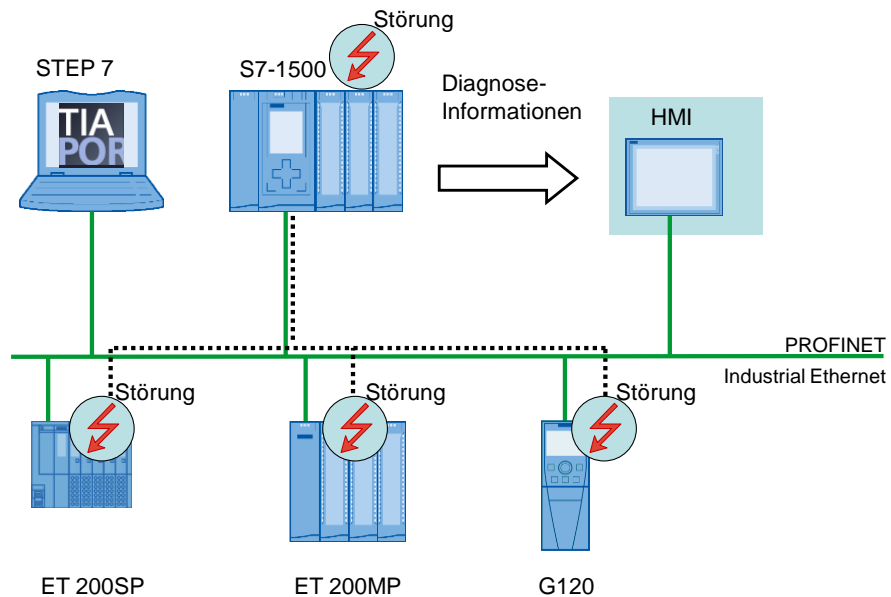 Störung
STEP 7
S7-1500
Diagnose-
Informationen
HMI
TIA
POR
PROFINET
Industrial Ethernet
Störung
Störung
Störung
ET 200SP
ET 200MP
G120